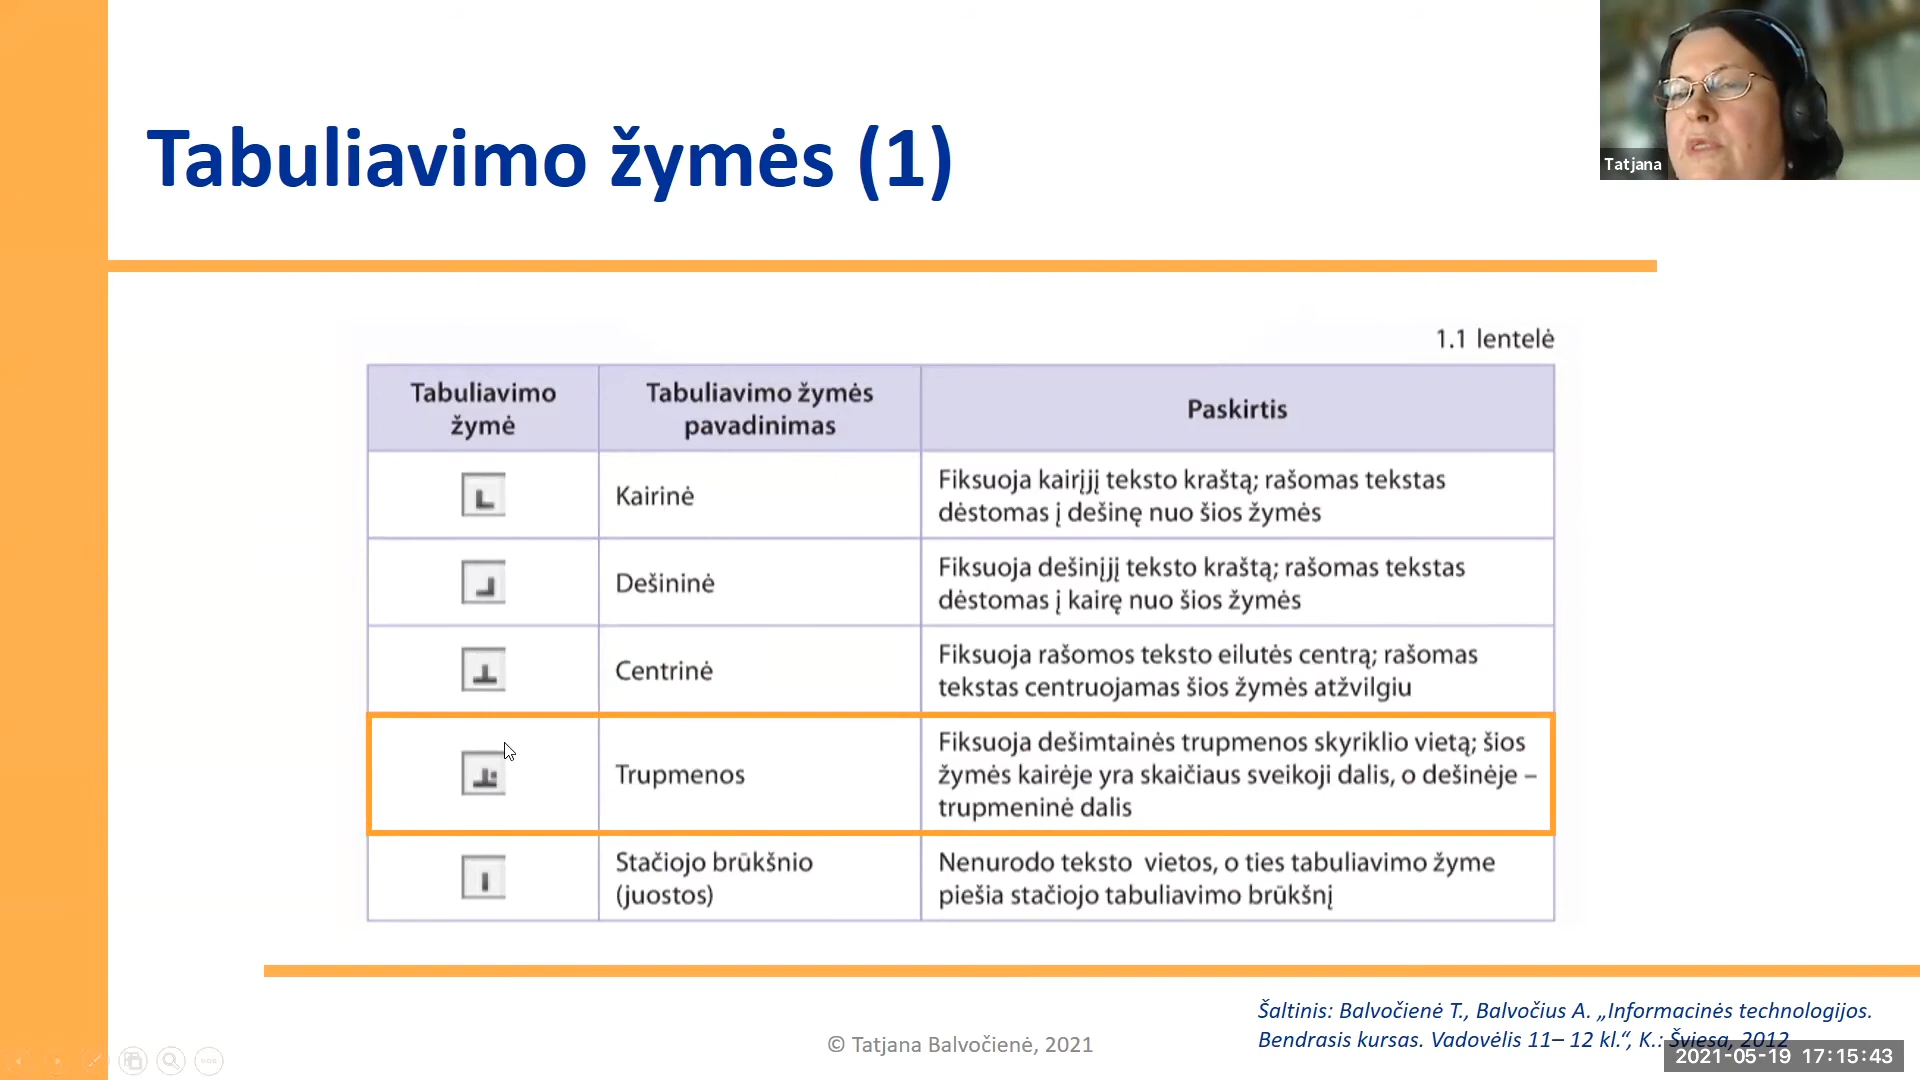 Tabuliavimo žymės (1)
Tatjana
1.1 lentelė
Tabuliavimo
žymė
Tabuliavimo žymės
pavadinimas
Paskirtis
Kairinė
Fiksuoja kairįjį teksto kraštą; rašomas tekstas
dėstomas į dešinę nuo šios žymės
Dešininė
Fiksuoja dešinįjį teksto kraštą; rašomas tekstas
dėstomas į kairę nuo šios žymės
Centrinė
Fiksuoja rašomos teksto eilutės centrą; rašomas
tekstas centruojamas šios žymės atžvilgiu
Trupmenos
Fiksuoja dešimtainės trupmenos skyriklio vietą; šios
žymės kairėje yra skaičiaus sveikoji dalis, o dešinėje –
trupmeninė dalis
Stačiojo brūkšnio
(juostos)
Nenurodo teksto vietos, o ties tabuliavimo žyme
piešia stačiojo tabuliavimo brūkšnį
Šaltinis: Balvočienė T., Balvočius A. „Informacinės technologijos.
Bendrasis kursas. Vadovėlis 11– 12 kl.“, K.: Šviesa, 2012
© Tatjana Balvočienė, 2021
2021-05-19 17:15:43